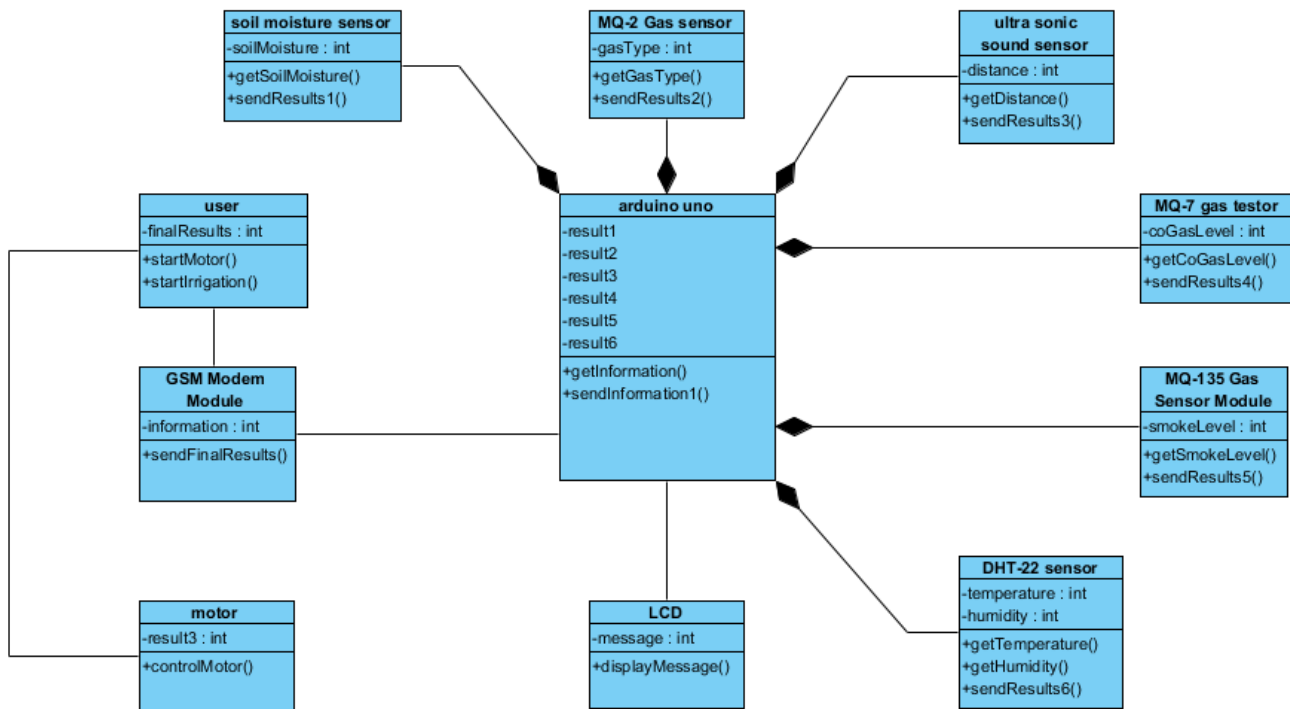 soil moisture sensor
-soilMoisture : int
+getSoilMoisture()
+sendResults1()
MQ-2 Gas sensor
-gasType : int
+getGasType()
+sendResults2()
ultra sonic
sound sensor
-distance : int
+getDistance()
+sendResults3()
user
-finalResults : int
+startMotor()
+startIrrigation()
arduino uno
-result1
-result2
-result3
-result4
-result5
-result6
+getInformation()
+sendInformation1()
MQ-7 gas testor
-coGasLevel : int
+getCoGasLevel()
+sendResults4()
GSM Modem
Module
-information : int
+sendFinalResults()
MQ-135 Gas
Sensor Module
-smokeLevel : int
+getSmokeLevel()
+sendResults5()
motor
-result3 : int
+controlMotor()
LCD
-message : int
+displayMessage()
DHT-22 sensor
-temperature : int
-humidity : int
+getTemperature()
+getHumidity()
+sendResults6()